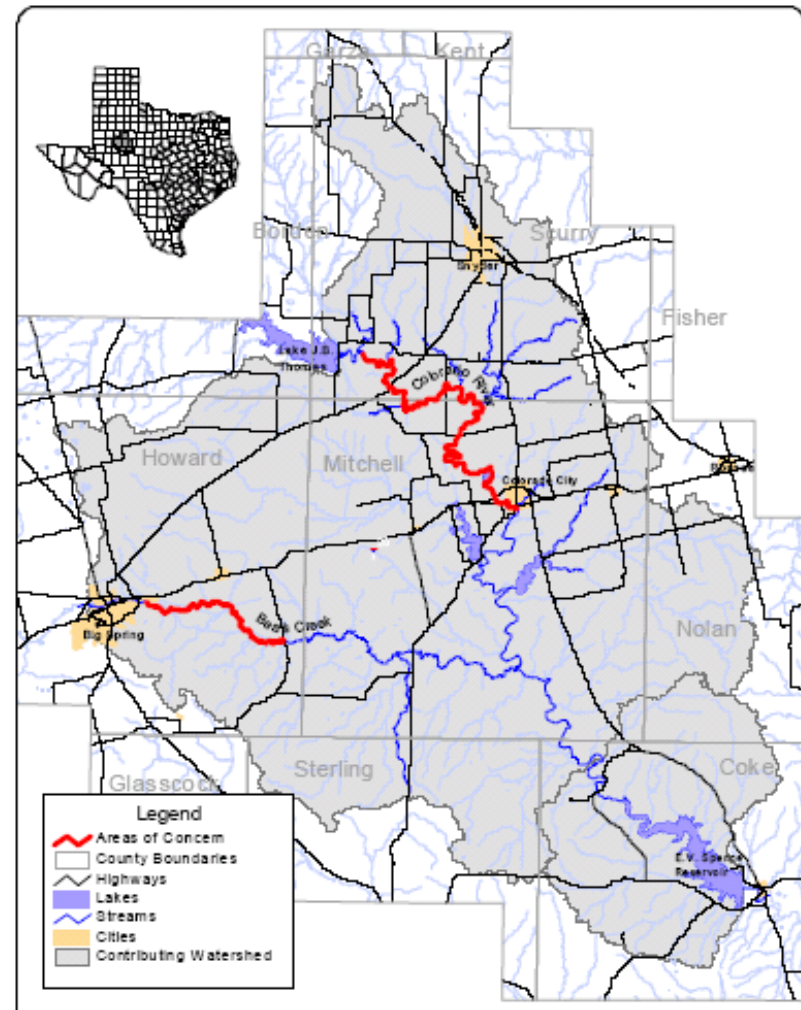 Garza
Kent
Borden
Scurry
Snyder
Fisher
Lake J.B.
Thomas
Colorado River
Howard
Mitchell
Colorado City
Big Spring
Beals Creek
Nolan
Glasscock
Sterling
Coke
E.V. Spence
Reservoir
Legend
Areas of Concern
County Boundaries
Highways
Lakes
Streams
Cities
Contributing Watershed